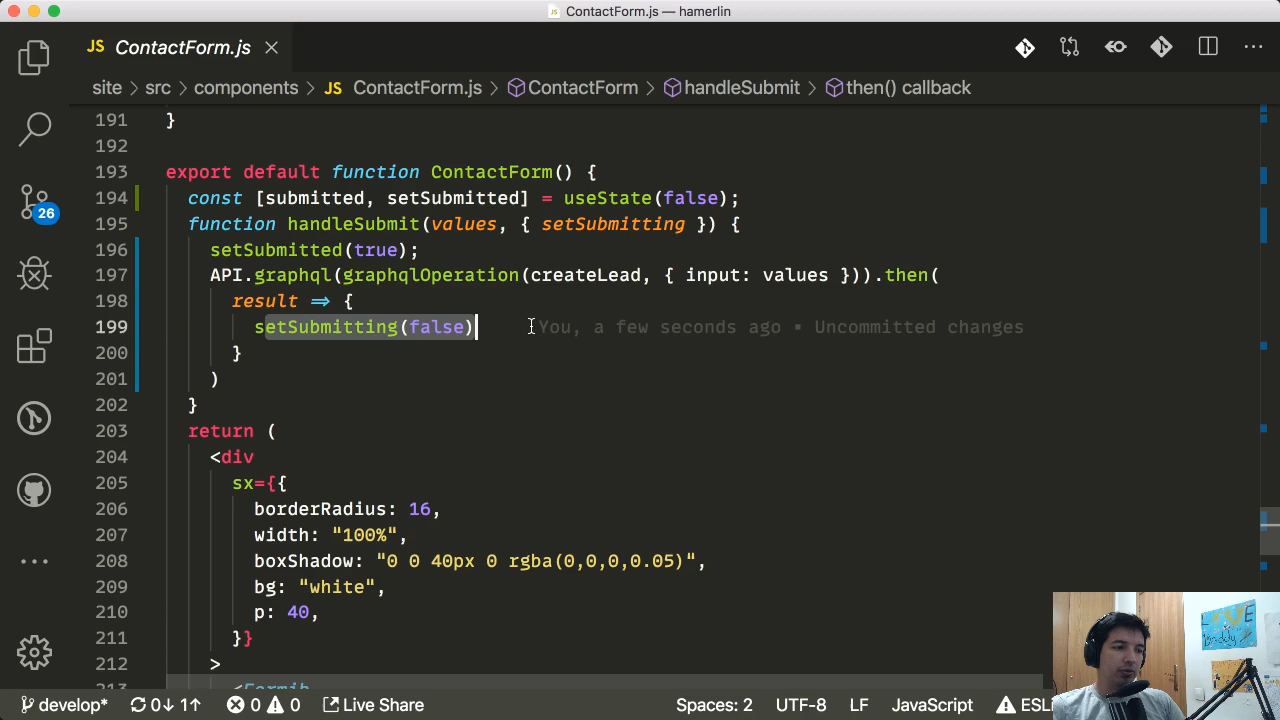 ContactForm.js — hamerlin
JS ContactForm.js
site > src > components > JS ContactForm.js > ContactForm > handleSubmit > then() callback
191 }
192
193 export default function ContactForm() {
194 const [submitted, setSubmitted] = useState(false);
195 function handleSubmit(values, { setSubmitting }) {
196 setSubmitted(true);
197 API.graphql(graphqlOperation(createLead, { input: values })).then(
198 result => {
199 setSubmitting(false) You, a few seconds ago • Uncommitted changes
200 }
201 )
202 }
203 return (
204 <div
205 sx={{
206 borderRadius: 16,
207 width: "100%",
208 boxShadow: "0 0 40px 0 rgba(0,0,0,0.05)",
209 bg: "white",
210 p: 40,
211 }}
212 >
213 <Formik
26
develop* 0↓ 1↑ 0 0 Live Share Spaces: 2 UTF-8 LF JavaScript ESLi